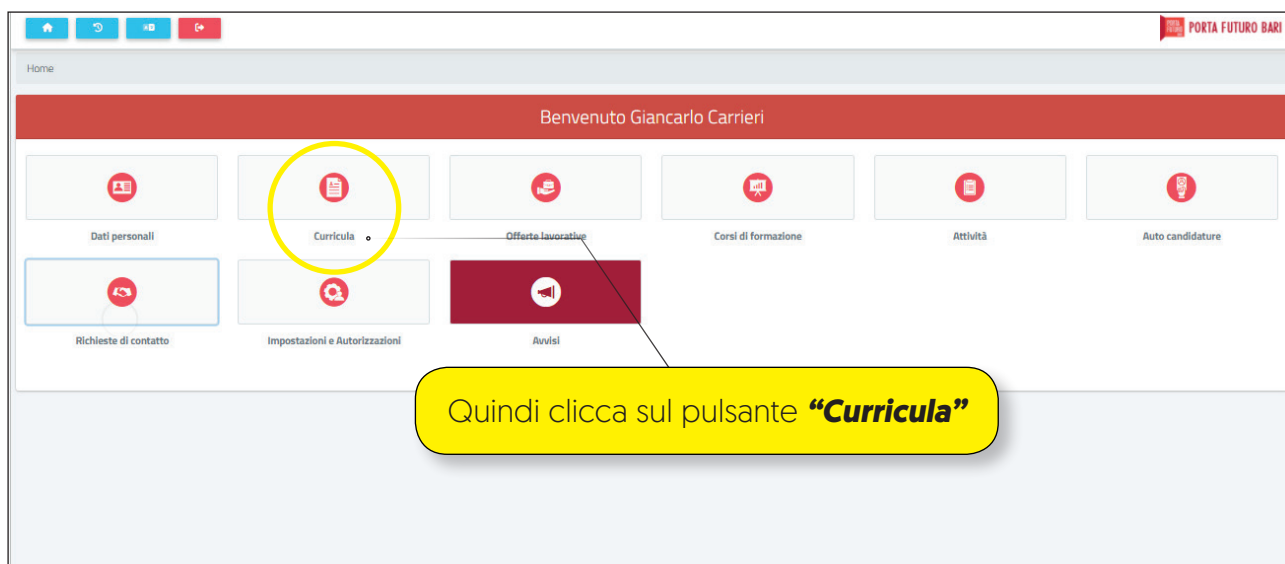 PORTA FUTURO BARI
Home
Benvenuto Giancarlo Carrieri
Dati personali
Curricula
Offerte lavorative
Corsi di formazione
Attività
Auto candidature
Richieste di contatto
Impostazioni e Autorizzazioni
Avvisi
Quindi clicca sul pulsante “Curricula”